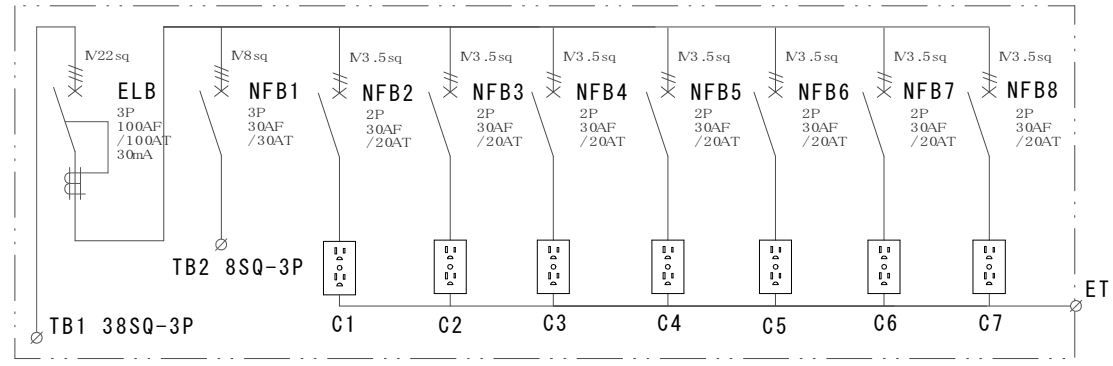 IV22sq
ELB
3P
100AF
/100AT
30mA
IV8sq
NFB1
3P
30AF
/30AT
IV3.5sq
NFB2
2P
30AF
/20AT
IV3.5sq
NFB3
2P
30AF
/20AT
IV3.5sq
NFB4
2P
30AF
/20AT
IV3.5sq
NFB5
2P
30AF
/20AT
IV3.5sq
NFB6
2P
30AF
/20AT
IV3.5sq
NFB7
2P
30AF
/20AT
IV3.5sq
NFB8
2P
30AF
/20AT
TB2 8SQ-3P
TB1 38SQ-3P
C1
C2
C3
C4
C5
C6
C7
ET